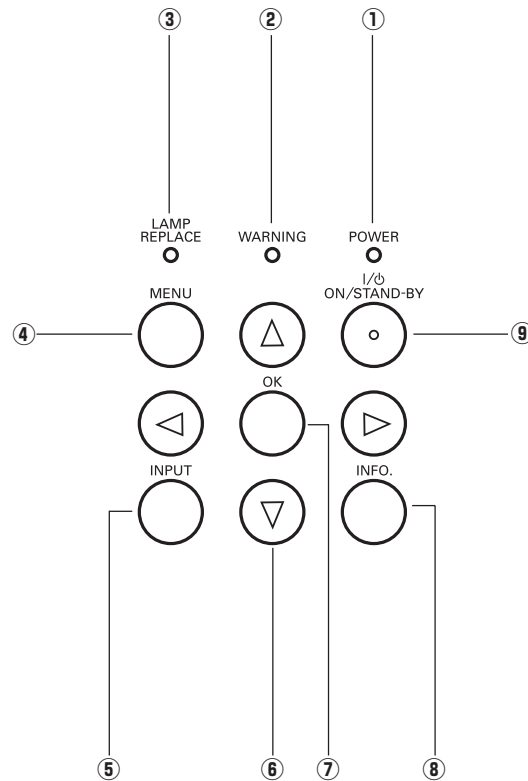 ③ ② ①
LAMP
REPLACE WARNING POWER
I/⏻
MENU ON/STAND-BY
④ ⑨
OK
INPUT INFO.
⑤ ⑥ ⑦ ⑧